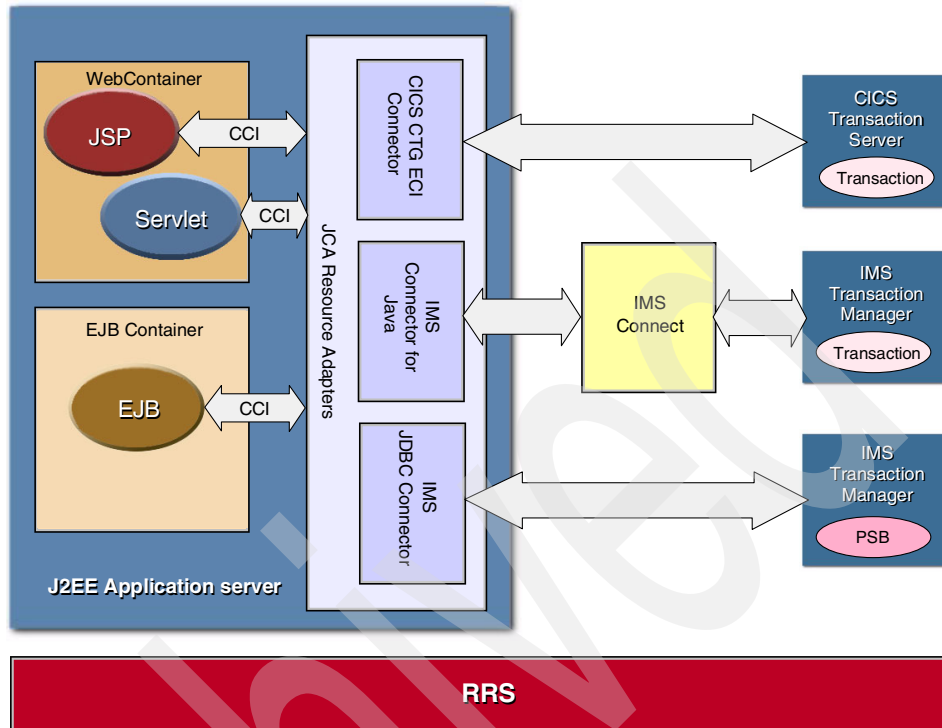 WebContainer
JSP
CCI
Servlet
CCI
EJB Container
EJB
CCI
J2EE Application server
JCA Resource Adapters
CICS CTG ECI
Connector
IMS
Connector for
Java
IMS
JDBC Connector
IMS
Connect
CICS
Transaction
Server
Transaction
IMS
Transaction
Manager
Transaction
IMS
Transaction
Manager
PSB
RRS